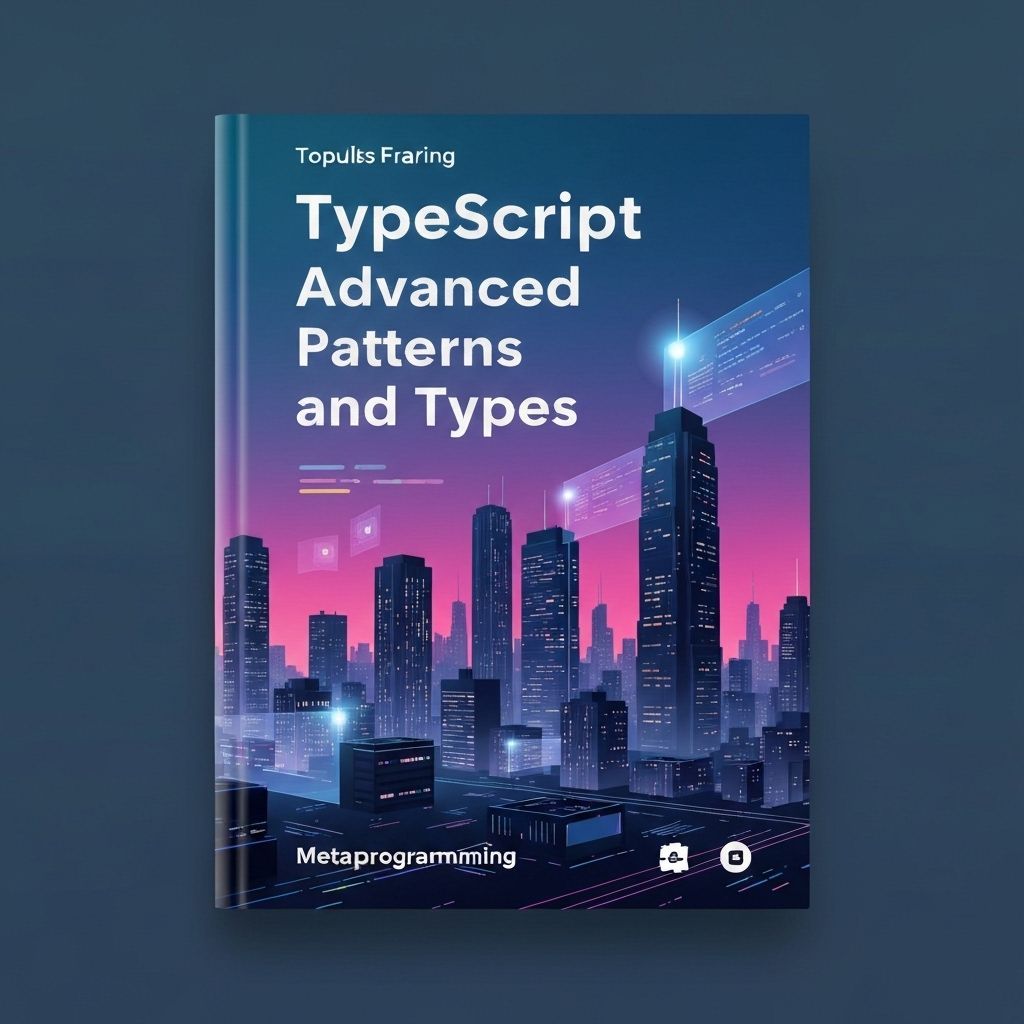 Topulss Fraring
TypeScript
Advanced
Patterns
and Types
Metaprogramming